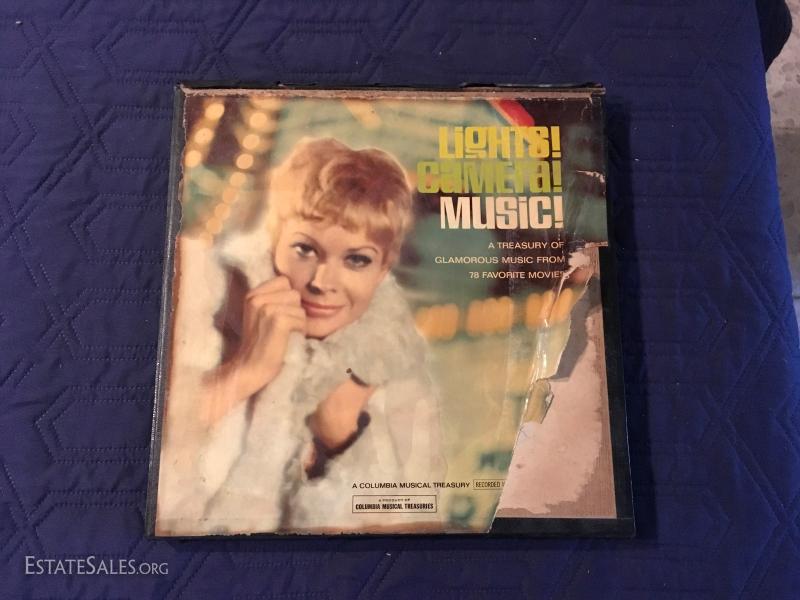 LiGHTS!
CaMEra!
MUSiC!
A TREASURY OF
GLAMOROUS MUSIC FROM
78 FAVORITE MOVIES
A COLUMBIA MUSICAL TREASURY RECORDED
A PRODUCT OF
COLUMBIA MUSICAL TREASURIES
ESTATESALES.ORG